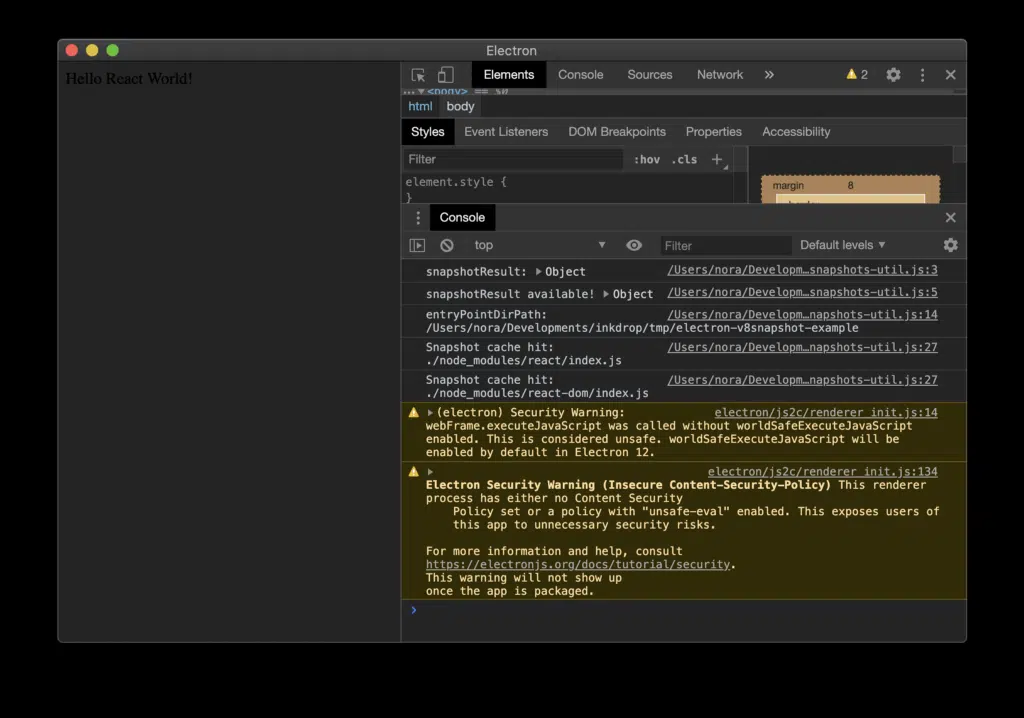 Electron
Hello React World!
Elements Console Sources Network » 2
… ▼<body> == $0
html body
Styles Event Listeners DOM Breakpoints Properties Accessibility
Filter :hov .cls +
element.style {
}
margin 8
Console
top ▼ Filter Default levels ▼
snapshotResult: ▶Object /Users/nora/Developm…snapshots-util.js:3
snapshotResult available! ▶Object /Users/nora/Developm…snapshots-util.js:5
entryPointDirPath: /Users/nora/Developm…napshots-util.js:14
/Users/nora/Developments/inkdrop/tmp/electron-v8snapshot-example
Snapshot cache hit: /Users/nora/Developm…napshots-util.js:27
./node_modules/react/index.js
Snapshot cache hit: /Users/nora/Developm…napshots-util.js:27
./node_modules/react-dom/index.js
▶(electron) Security Warning: electron/js2c/renderer_init.js:14
webFrame.executeJavaScript was called without worldSafeExecuteJavaScript
enabled. This is considered unsafe. worldSafeExecuteJavaScript will be
enabled by default in Electron 12.
▶ electron/js2c/renderer_init.js:134
Electron Security Warning (Insecure Content-Security-Policy) This renderer
process has either no Content Security
Policy set or a policy with "unsafe-eval" enabled. This exposes users of
this app to unnecessary security risks.
For more information and help, consult
https://electronjs.org/docs/tutorial/security.
This warning will not show up
once the app is packaged.